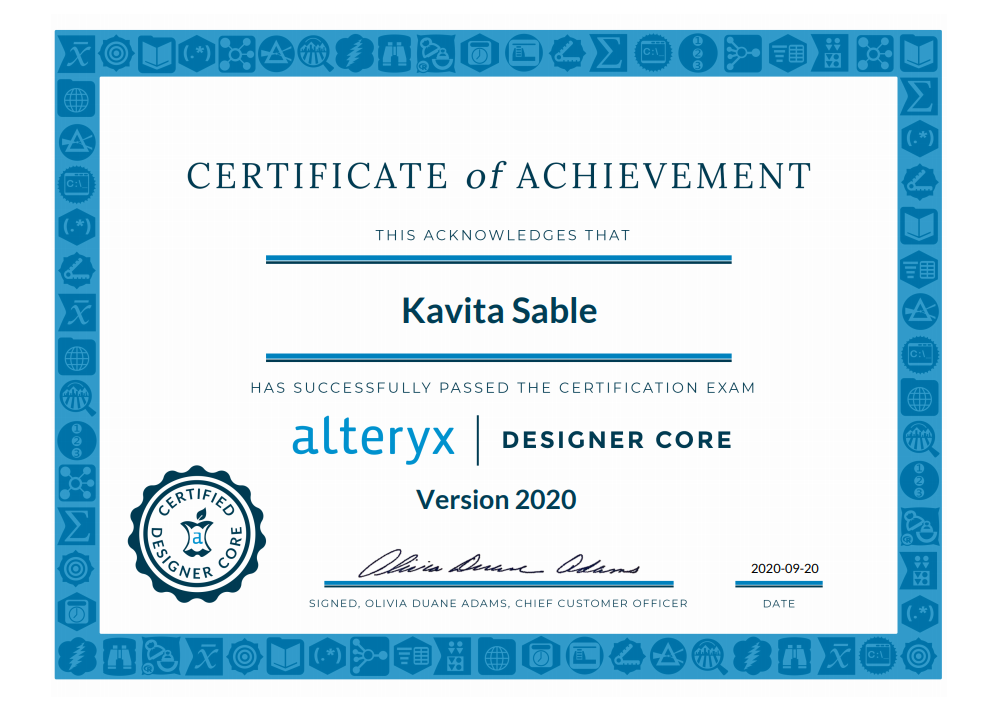 CERTIFICATE of ACHIEVEMENT
THIS ACKNOWLEDGES THAT
Kavita Sable
HAS SUCCESSFULLY PASSED THE CERTIFICATION EXAM
alteryx | DESIGNER CORE
Version 2020
CERTIFIED
a
DESIGNER CORE
Olivia Duane Adams
2020-09-20
SIGNED, OLIVIA DUANE ADAMS, CHIEF CUSTOMER OFFICER
DATE